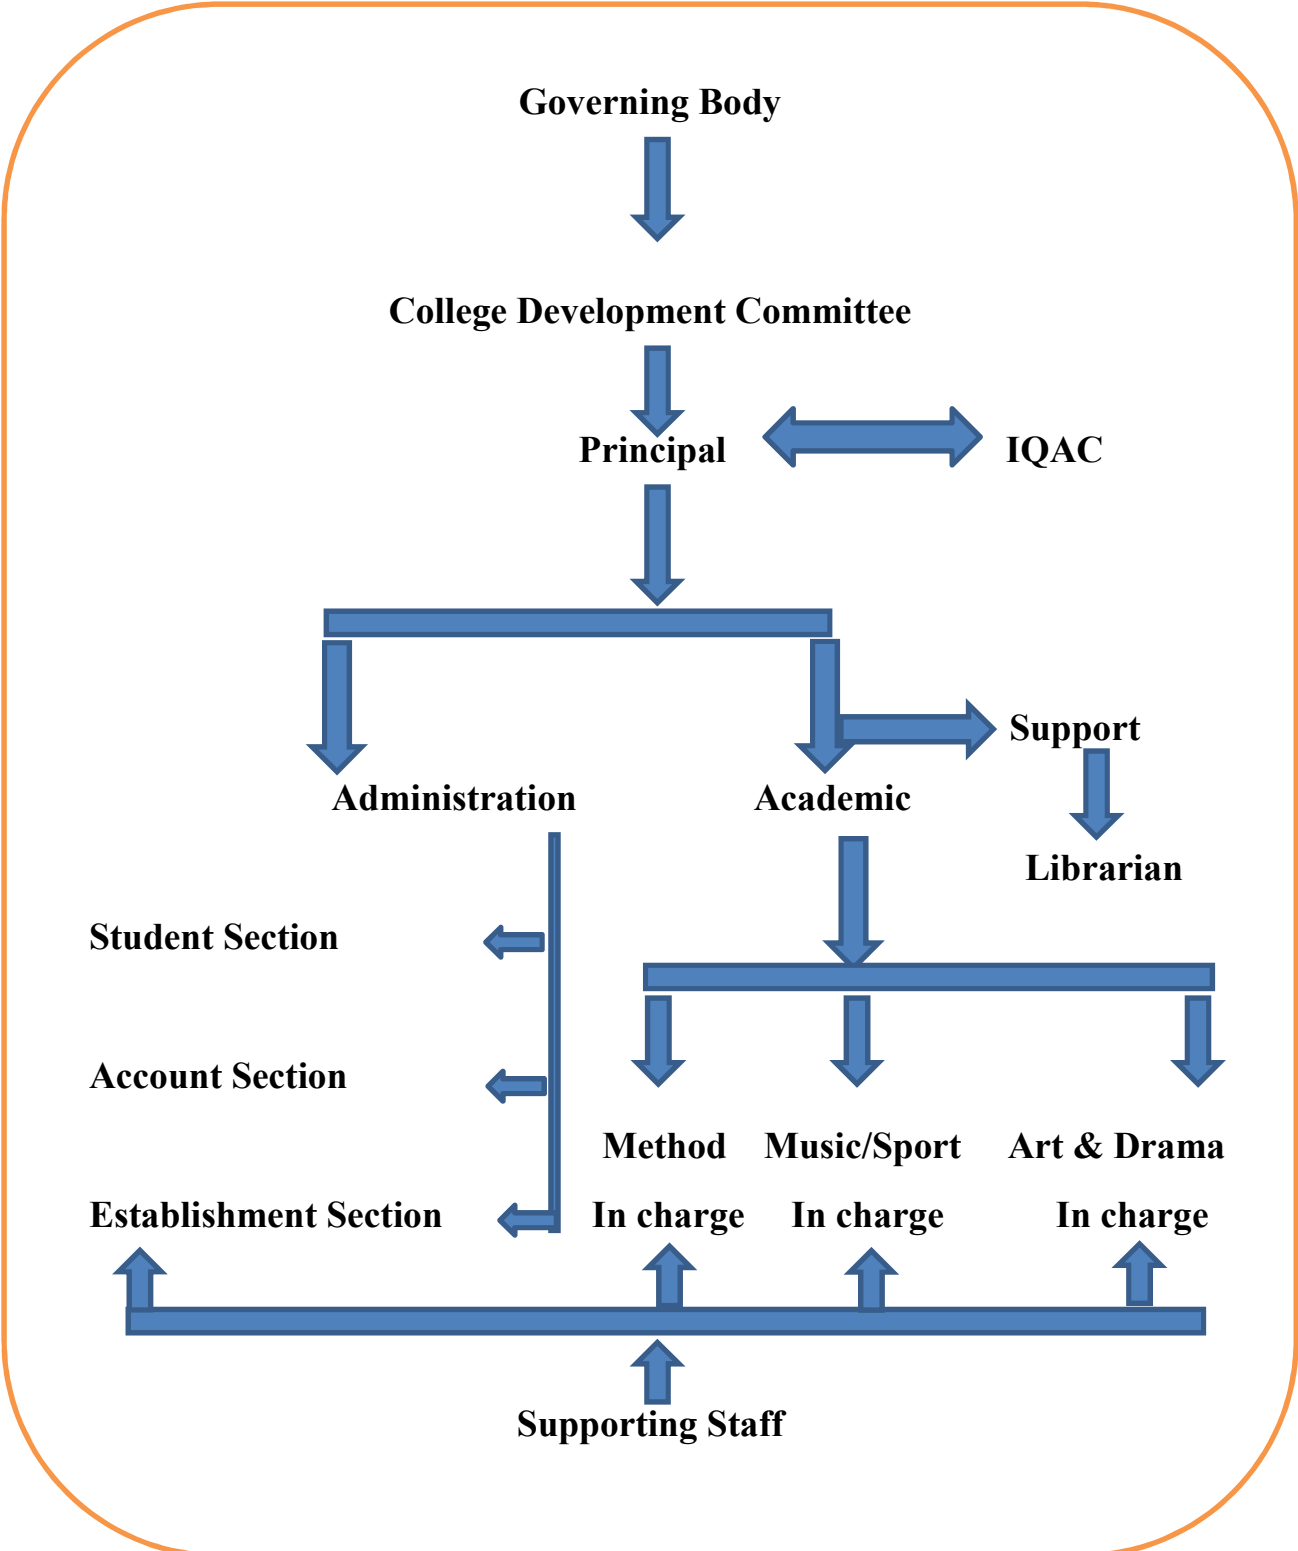 Governing Body
College Development Committee
Principal IQAC
Support
Administration Academic
Librarian
Student Section
Account Section
Method Music/Sport Art & Drama
Establishment Section In charge In charge In charge
Supporting Staff